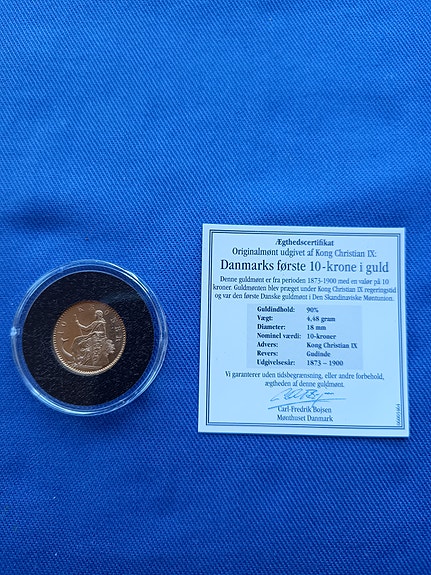 Ægthedscertifikat
Originalmønt udgivet af Kong Christian IX:
Danmarks første 10-krone i guld
Denne guldmønt er fra perioden 1873-1900 med en valør på 10
kroner. Guldmønten blev præget under Kong Christian IX regeringstid
og var den første Danske guldmønt i Den Skandinaviske Møntunion.
Guldindhold: 90%
Vægt: 4,48 gram
Diameter: 18 mm
Nominel værdi: 10-kroner
Advers: Kong Christian IX
Revers: Gudinde
Udgivelsesår: 1873 – 1900
Vi garanterer uden tidsbegrænsning, eller andre forbehold,
ægtheden af denne guldmønt.
Carl-Fredrik Bojsen
Mønthuset Danmark